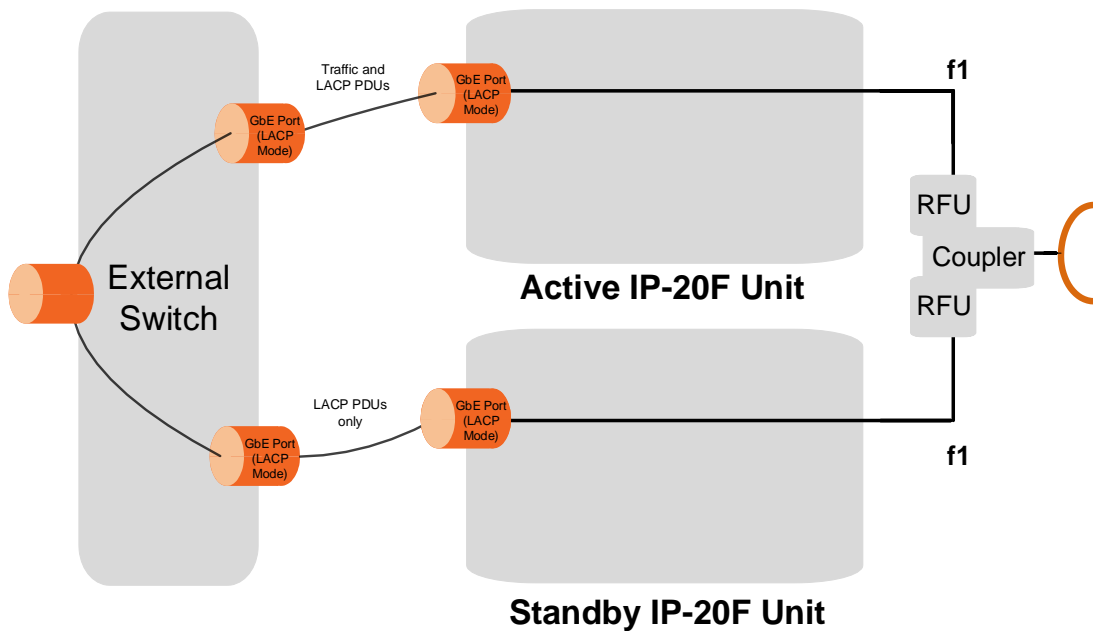 Traffic and
LACP PDUs
GbE Port
(LACP
Mode)
f1
GbE Port
(LACP
Mode)
RFU
Coupler
RFU
External
Switch
Active IP-20F Unit
LACP PDUs
only
GbE Port
(LACP
Mode)
GbE Port
(LACP
Mode)
f1
Standby IP-20F Unit